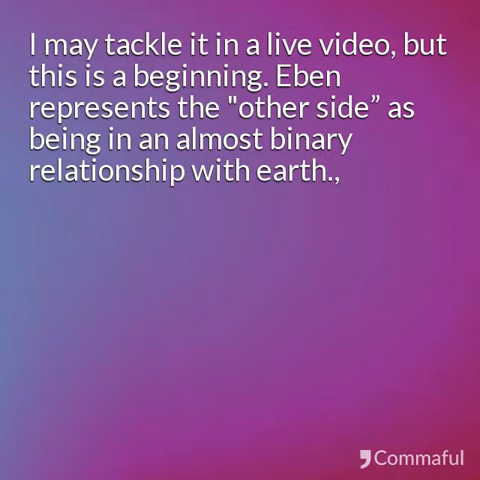 I may tackle it in a live video, but
this is a beginning. Eben
represents the "other side” as
being in an almost binary
relationship with earth.,
Commaful